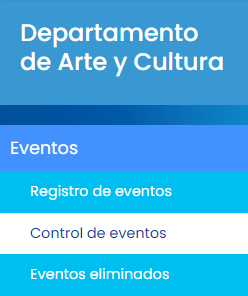 Departamento
de Arte y Cultura
Eventos
Registro de eventos
Control de eventos
Eventos eliminados